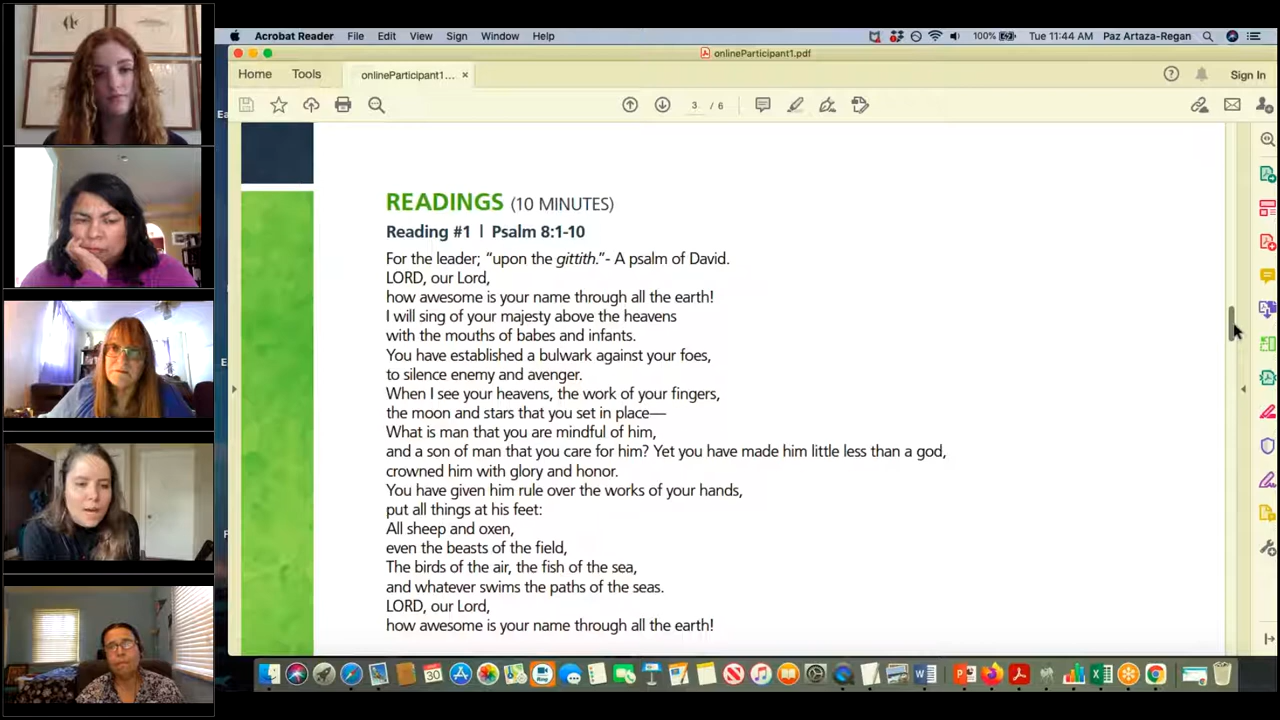 Acrobat Reader File Edit View Sign Window Help 100% Tue 11:44 AM Paz Artaza-Regan
onlineParticipant1.pdf
Home Tools onlineParticipant1... × Sign In
3 / 6
READINGS (10 MINUTES)
Reading #1 | Psalm 8:1-10
For the leader; “upon the gittith.”- A psalm of David.
LORD, our Lord,
how awesome is your name through all the earth!
I will sing of your majesty above the heavens
with the mouths of babes and infants.
You have established a bulwark against your foes,
to silence enemy and avenger.
When I see your heavens, the work of your fingers,
the moon and stars that you set in place—
What is man that you are mindful of him,
and a son of man that you care for him? Yet you have made him little less than a god,
crowned him with glory and honor.
You have given him rule over the works of your hands,
put all things at his feet:
All sheep and oxen,
even the beasts of the field,
The birds of the air, the fish of the sea,
and whatever swims the paths of the seas.
LORD, our Lord,
how awesome is your name through all the earth!
30